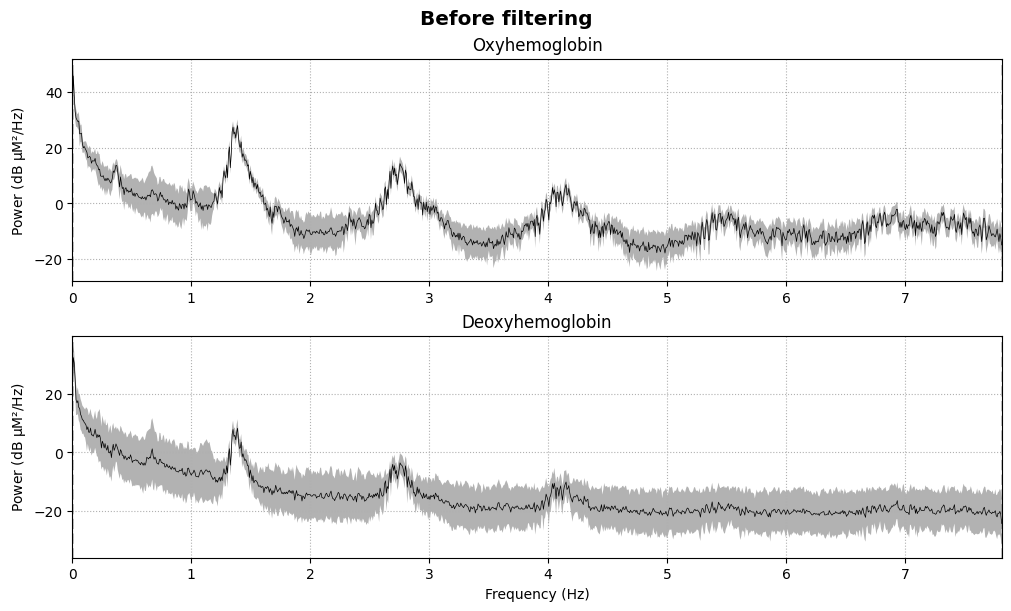 Before filtering
Oxyhemoglobin
Power (dB µM²/Hz)
40
20
0
−20
0 1 2 3 4 5 6 7
Deoxyhemoglobin
Power (dB µM²/Hz)
20
0
−20
0 1 2 3 4 5 6 7
Frequency (Hz)